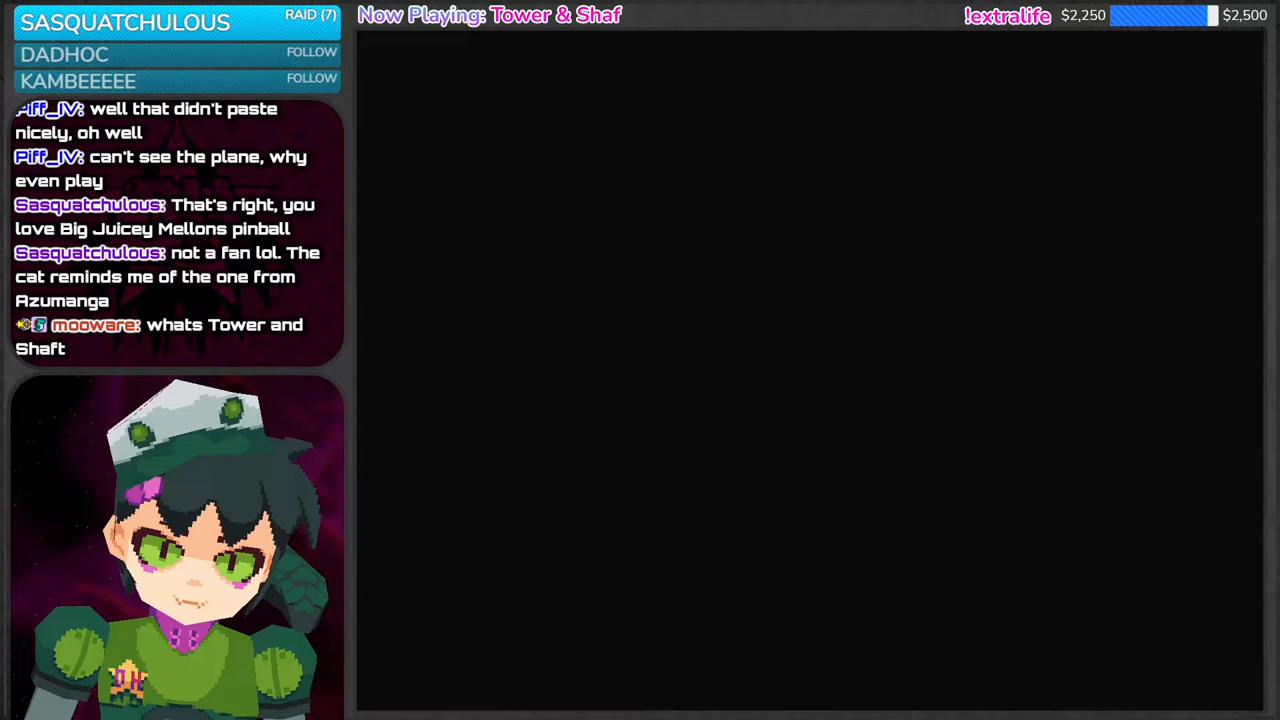 SASQUATCHULOUS RAID (7)
DADHOC FOLLOW
KAMBEEEEE FOLLOW
Now Playing: Tower & Shaf
!extralife $2,250 $2,500
Piff_IV: well that didn't paste
nicely, oh well
Piff_IV: can't see the plane, why
even play
Sasquatchulous: That's right, you
love Big Juicey Mellons pinball
Sasquatchulous: not a fan lol. The
cat reminds me of the one from
Azumanga
mooware: whats Tower and
Shaft